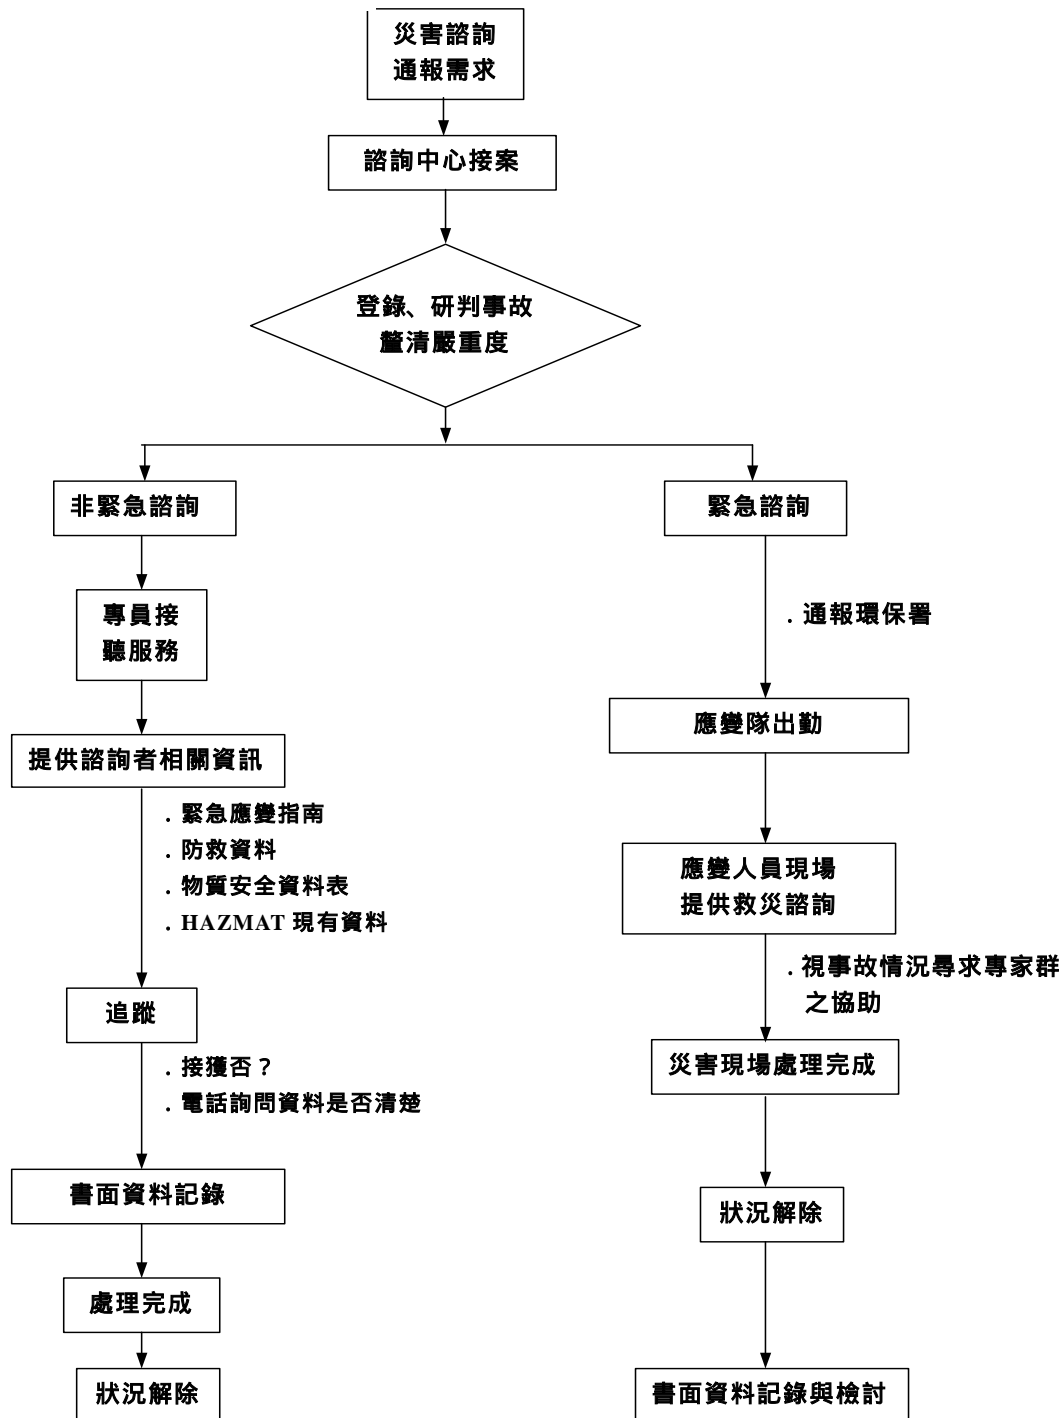 災害諮詢
通報需求
諮詢中心接案
登錄、研判事故
釐清嚴重度
非緊急諮詢
專員接
聽服務
提供諮詢者相關資訊
. 緊急應變指南
. 防救資料
. 物質安全資料表
. HAZMAT 現有資料
追蹤
. 接獲否？
. 電話詢問資料是否清楚
書面資料記錄
處理完成
狀況解除
緊急諮詢
. 通報環保署
應變隊出勤
應變人員現場
提供救災諮詢
. 視事故情況尋求專家群
之協助
災害現場處理完成
狀況解除
書面資料記錄與檢討